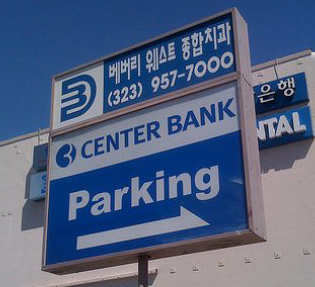 베버리 웨스트 종합치과
(323) 957-7000
CENTER BANK
Parking
은행
NTAL